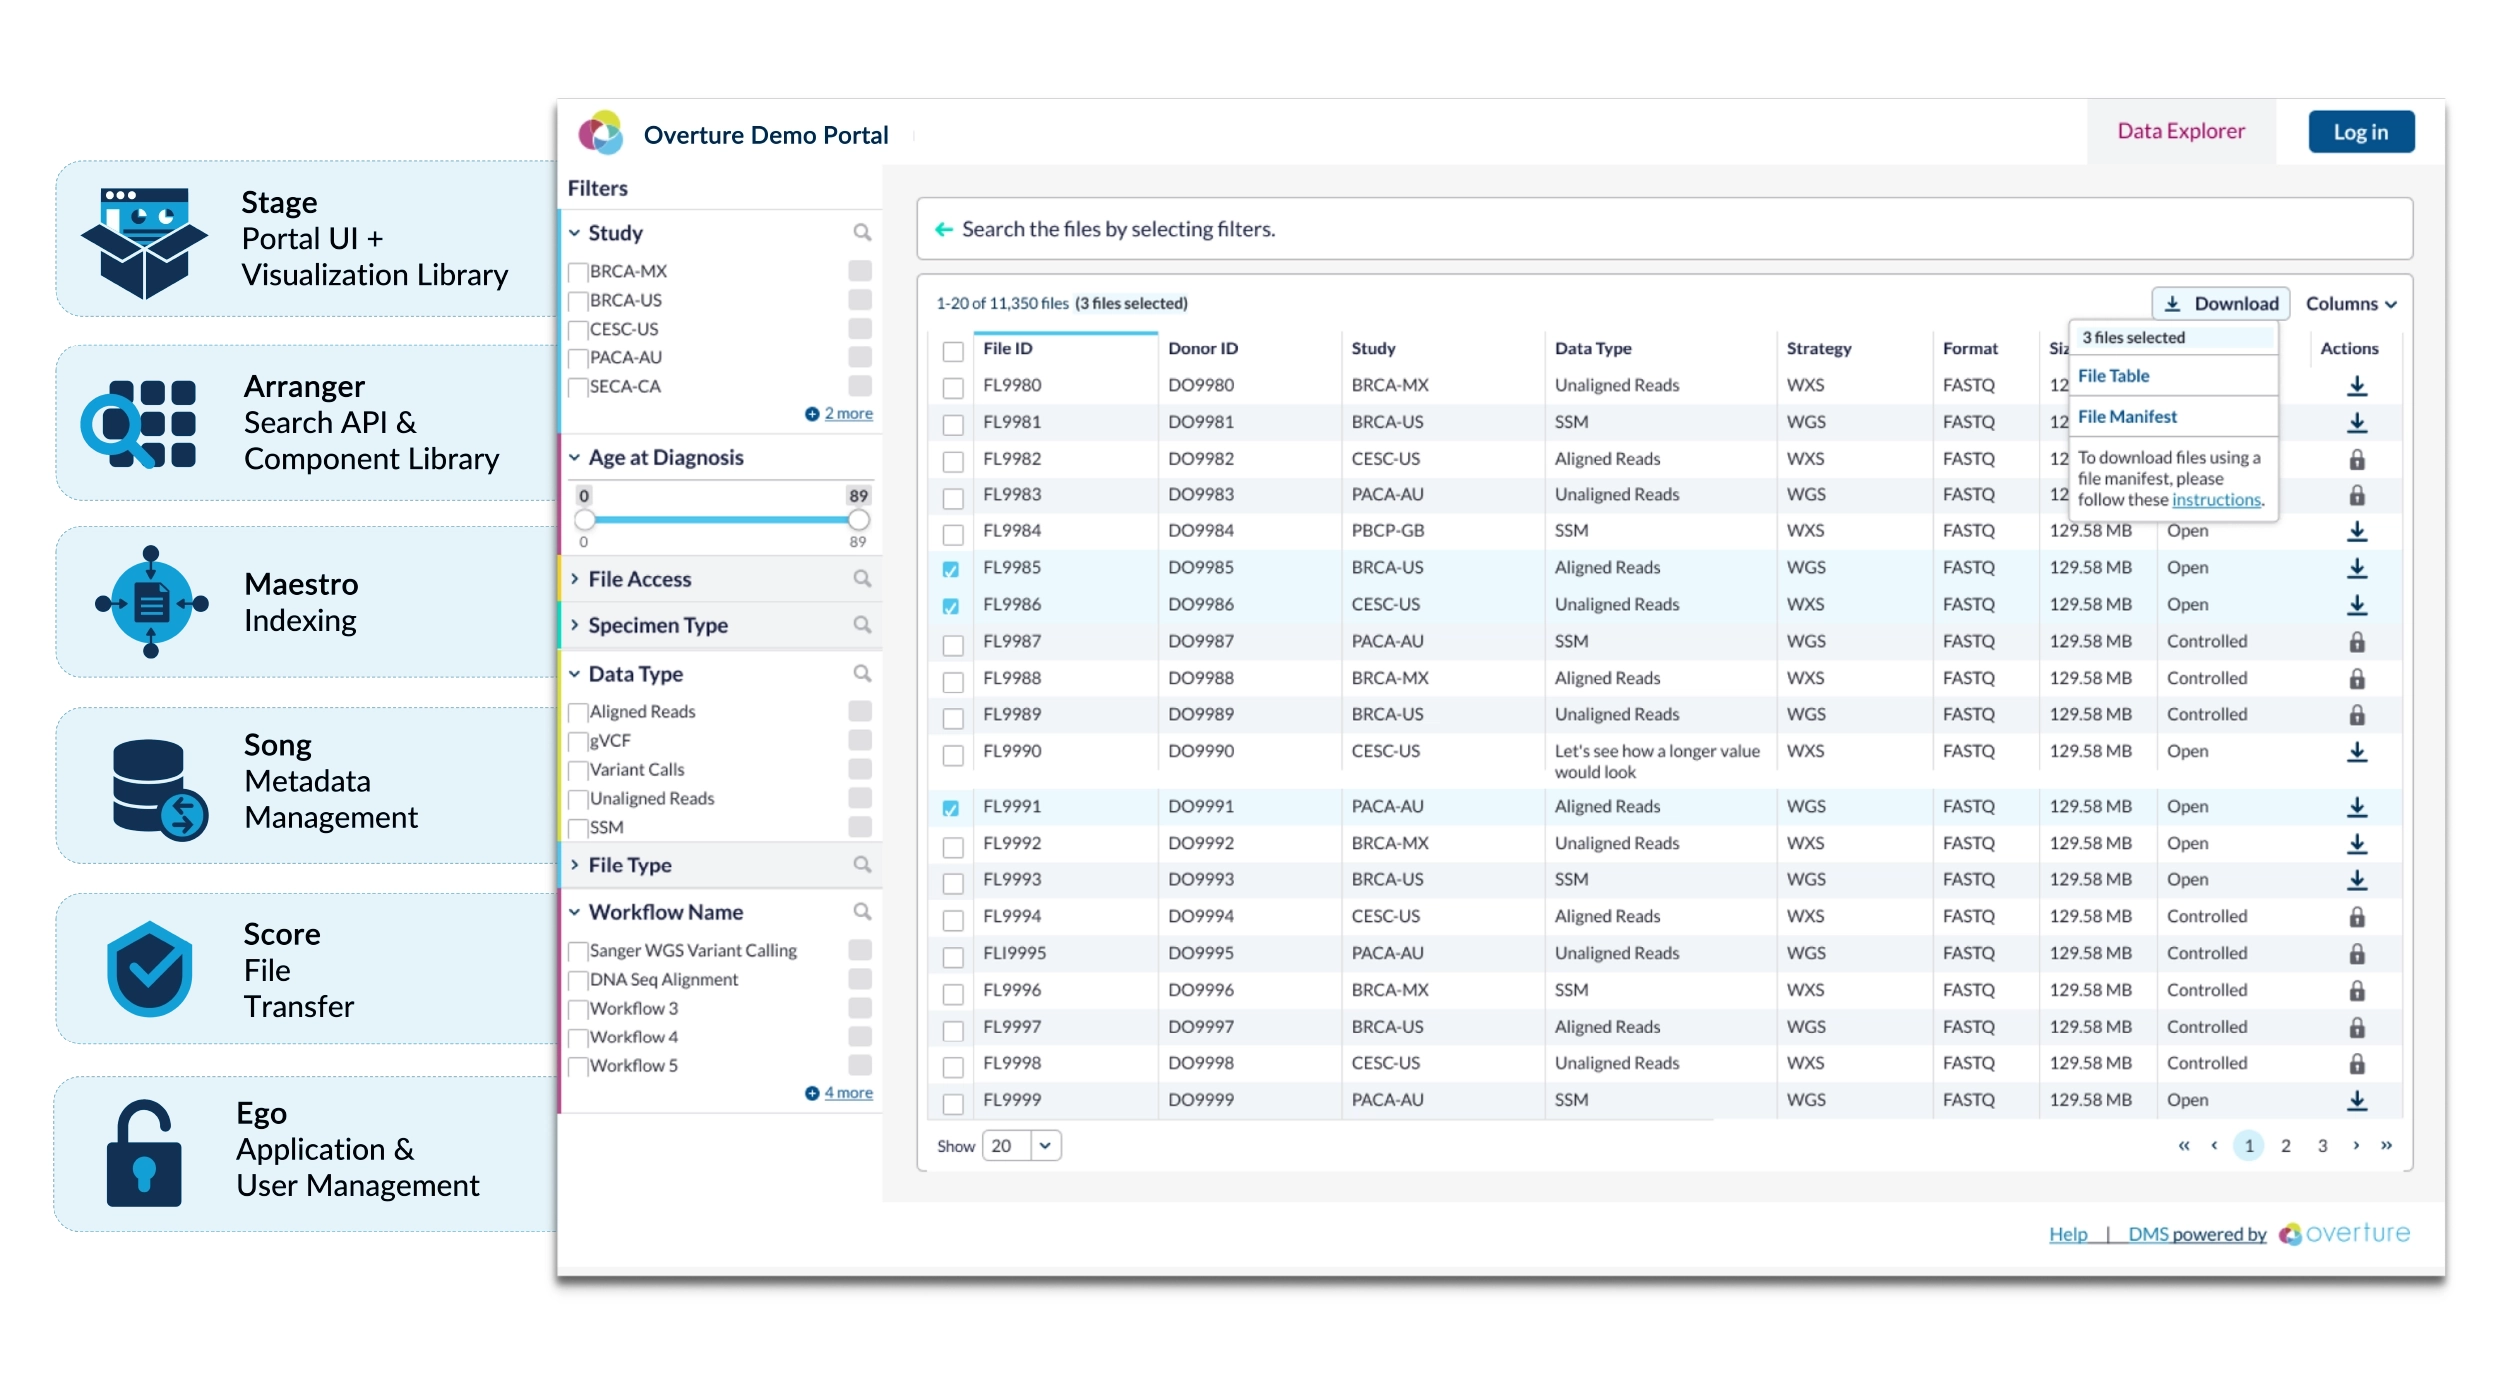 Stage
Portal UI +
Visualization Library
Arranger
Search API &
Component Library
Maestro
Indexing
Song
Metadata
Management
Score
File
Transfer
Ego
Application &
User Management
Overture Demo Portal
Data Explorer
Log in
Filters
Study
BRCA-MX
BRCA-US
CESC-US
PACA-AU
SECA-CA
2 more
Age at Diagnosis
0 89
0 89
File Access
Specimen Type
Data Type
Aligned Reads
gVCF
Variant Calls
Unaligned Reads
SSM
File Type
Workflow Name
Sanger WGS Variant Calling
DNA Seq Alignment
Workflow 3
Workflow 4
Workflow 5
4 more
Search the files by selecting filters.
1-20 of 11,350 files (3 files selected)
Download
Columns
3 files selected
File Table
File Manifest
To download files using a
file manifest, please
follow these instructions.
File ID Donor ID Study Data Type Strategy Format Siz Actions
FL9980 DO9980 BRCA-MX Unaligned Reads WXS FASTQ 12
FL9981 DO9981 BRCA-US SSM WGS FASTQ 12
FL9982 DO9982 CESC-US Aligned Reads WXS FASTQ 12
FL9983 DO9983 PACA-AU Unaligned Reads WGS FASTQ 12
FL9984 DO9984 PBCP-GB SSM WXS FASTQ 129.58 MB Open
FL9985 DO9985 BRCA-US Aligned Reads WGS FASTQ 129.58 MB Open
FL9986 DO9986 CESC-US Unaligned Reads WXS FASTQ 129.58 MB Open
FL9987 DO9987 PACA-AU SSM WGS FASTQ 129.58 MB Controlled
FL9988 DO9988 BRCA-MX Aligned Reads WXS FASTQ 129.58 MB Controlled
FL9989 DO9989 BRCA-US Unaligned Reads WGS FASTQ 129.58 MB Controlled
FL9990 DO9990 CESC-US Let's see how a longer value WXS FASTQ 129.58 MB Open
would look
FL9991 DO9991 PACA-AU Aligned Reads WGS FASTQ 129.58 MB Open
FL9992 DO9992 BRCA-MX Unaligned Reads WXS FASTQ 129.58 MB Open
FL9993 DO9993 BRCA-US SSM WGS FASTQ 129.58 MB Open
FL9994 DO9994 CESC-US Aligned Reads WXS FASTQ 129.58 MB Controlled
FLI9995 DO9995 PACA-AU Unaligned Reads WGS FASTQ 129.58 MB Controlled
FL9996 DO9996 BRCA-MX SSM WXS FASTQ 129.58 MB Controlled
FL9997 DO9997 BRCA-US Aligned Reads WGS FASTQ 129.58 MB Controlled
FL9998 DO9998 CESC-US Unaligned Reads WXS FASTQ 129.58 MB Controlled
FL9999 DO9999 PACA-AU SSM WGS FASTQ 129.58 MB Open
Show 20
« ‹ 1 2 3 › »
Help | DMS powered by overture